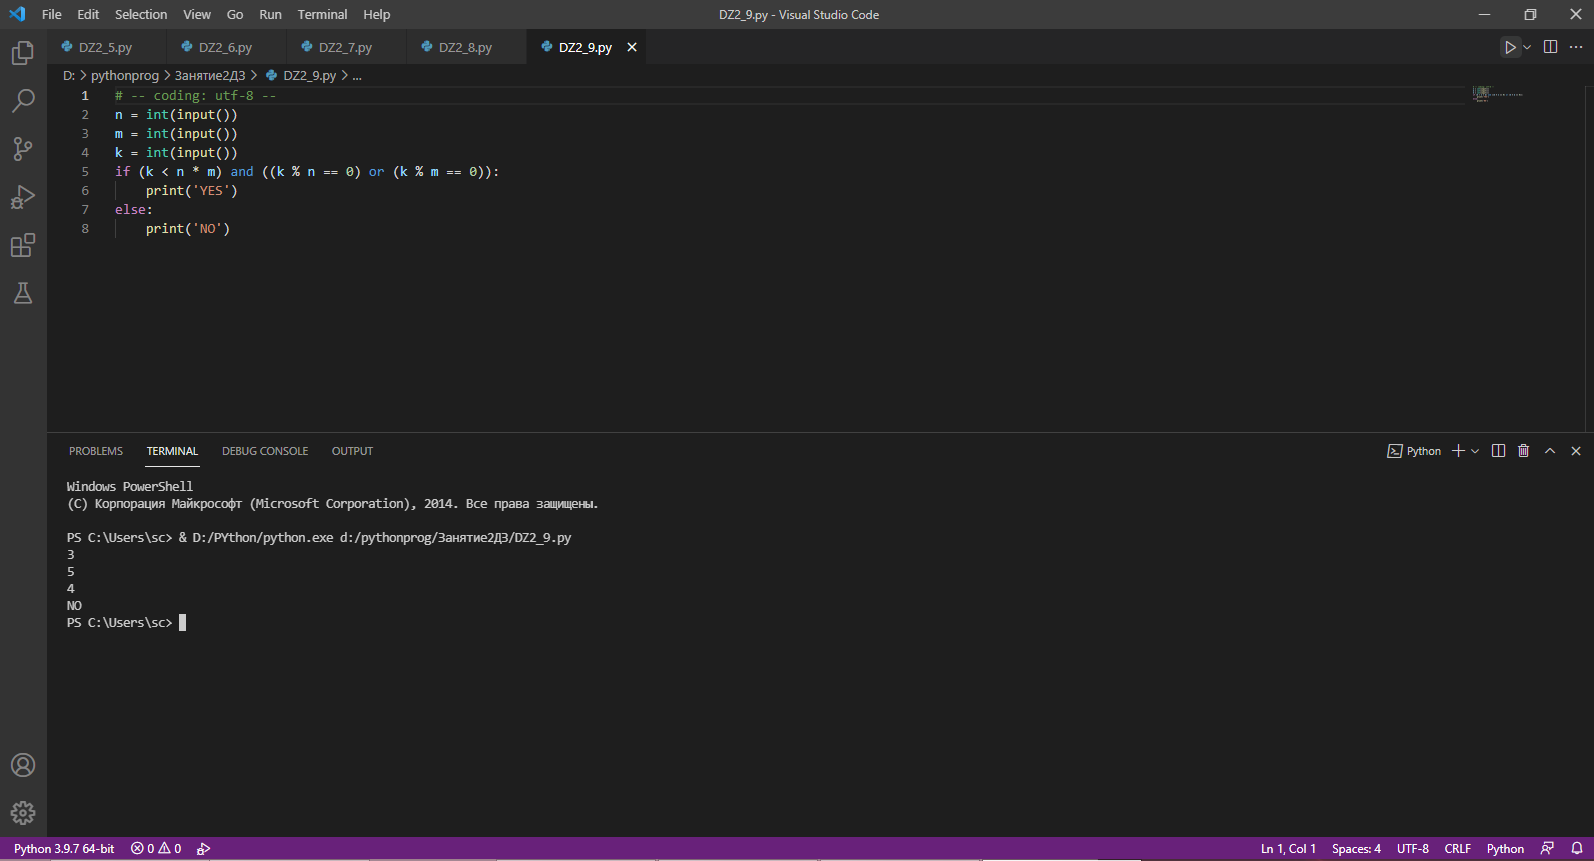 File Edit Selection View Go Run Terminal Help DZ2_9.py - Visual Studio Code
DZ2_5.py DZ2_6.py DZ2_7.py DZ2_8.py DZ2_9.py
D: > pythonprog > Занятие2ДЗ > DZ2_9.py > ...
1 # -- coding: utf-8 --
2 n = int(input())
3 m = int(input())
4 k = int(input())
5 if (k < n * m) and ((k % n == 0) or (k % m == 0)):
6 print('YES')
7 else:
8 print('NO')
PROBLEMS TERMINAL DEBUG CONSOLE OUTPUT Python
Windows PowerShell
(C) Корпорация Майкрософт (Microsoft Corporation), 2014. Все права защищены.
PS C:\Users\sc> & D:/PYthon/python.exe d:/pythonprog/Занятие2ДЗ/DZ2_9.py
3
5
4
NO
PS C:\Users\sc>
Python 3.9.7 64-bit 0 0 Ln 1, Col 1 Spaces: 4 UTF-8 CRLF Python